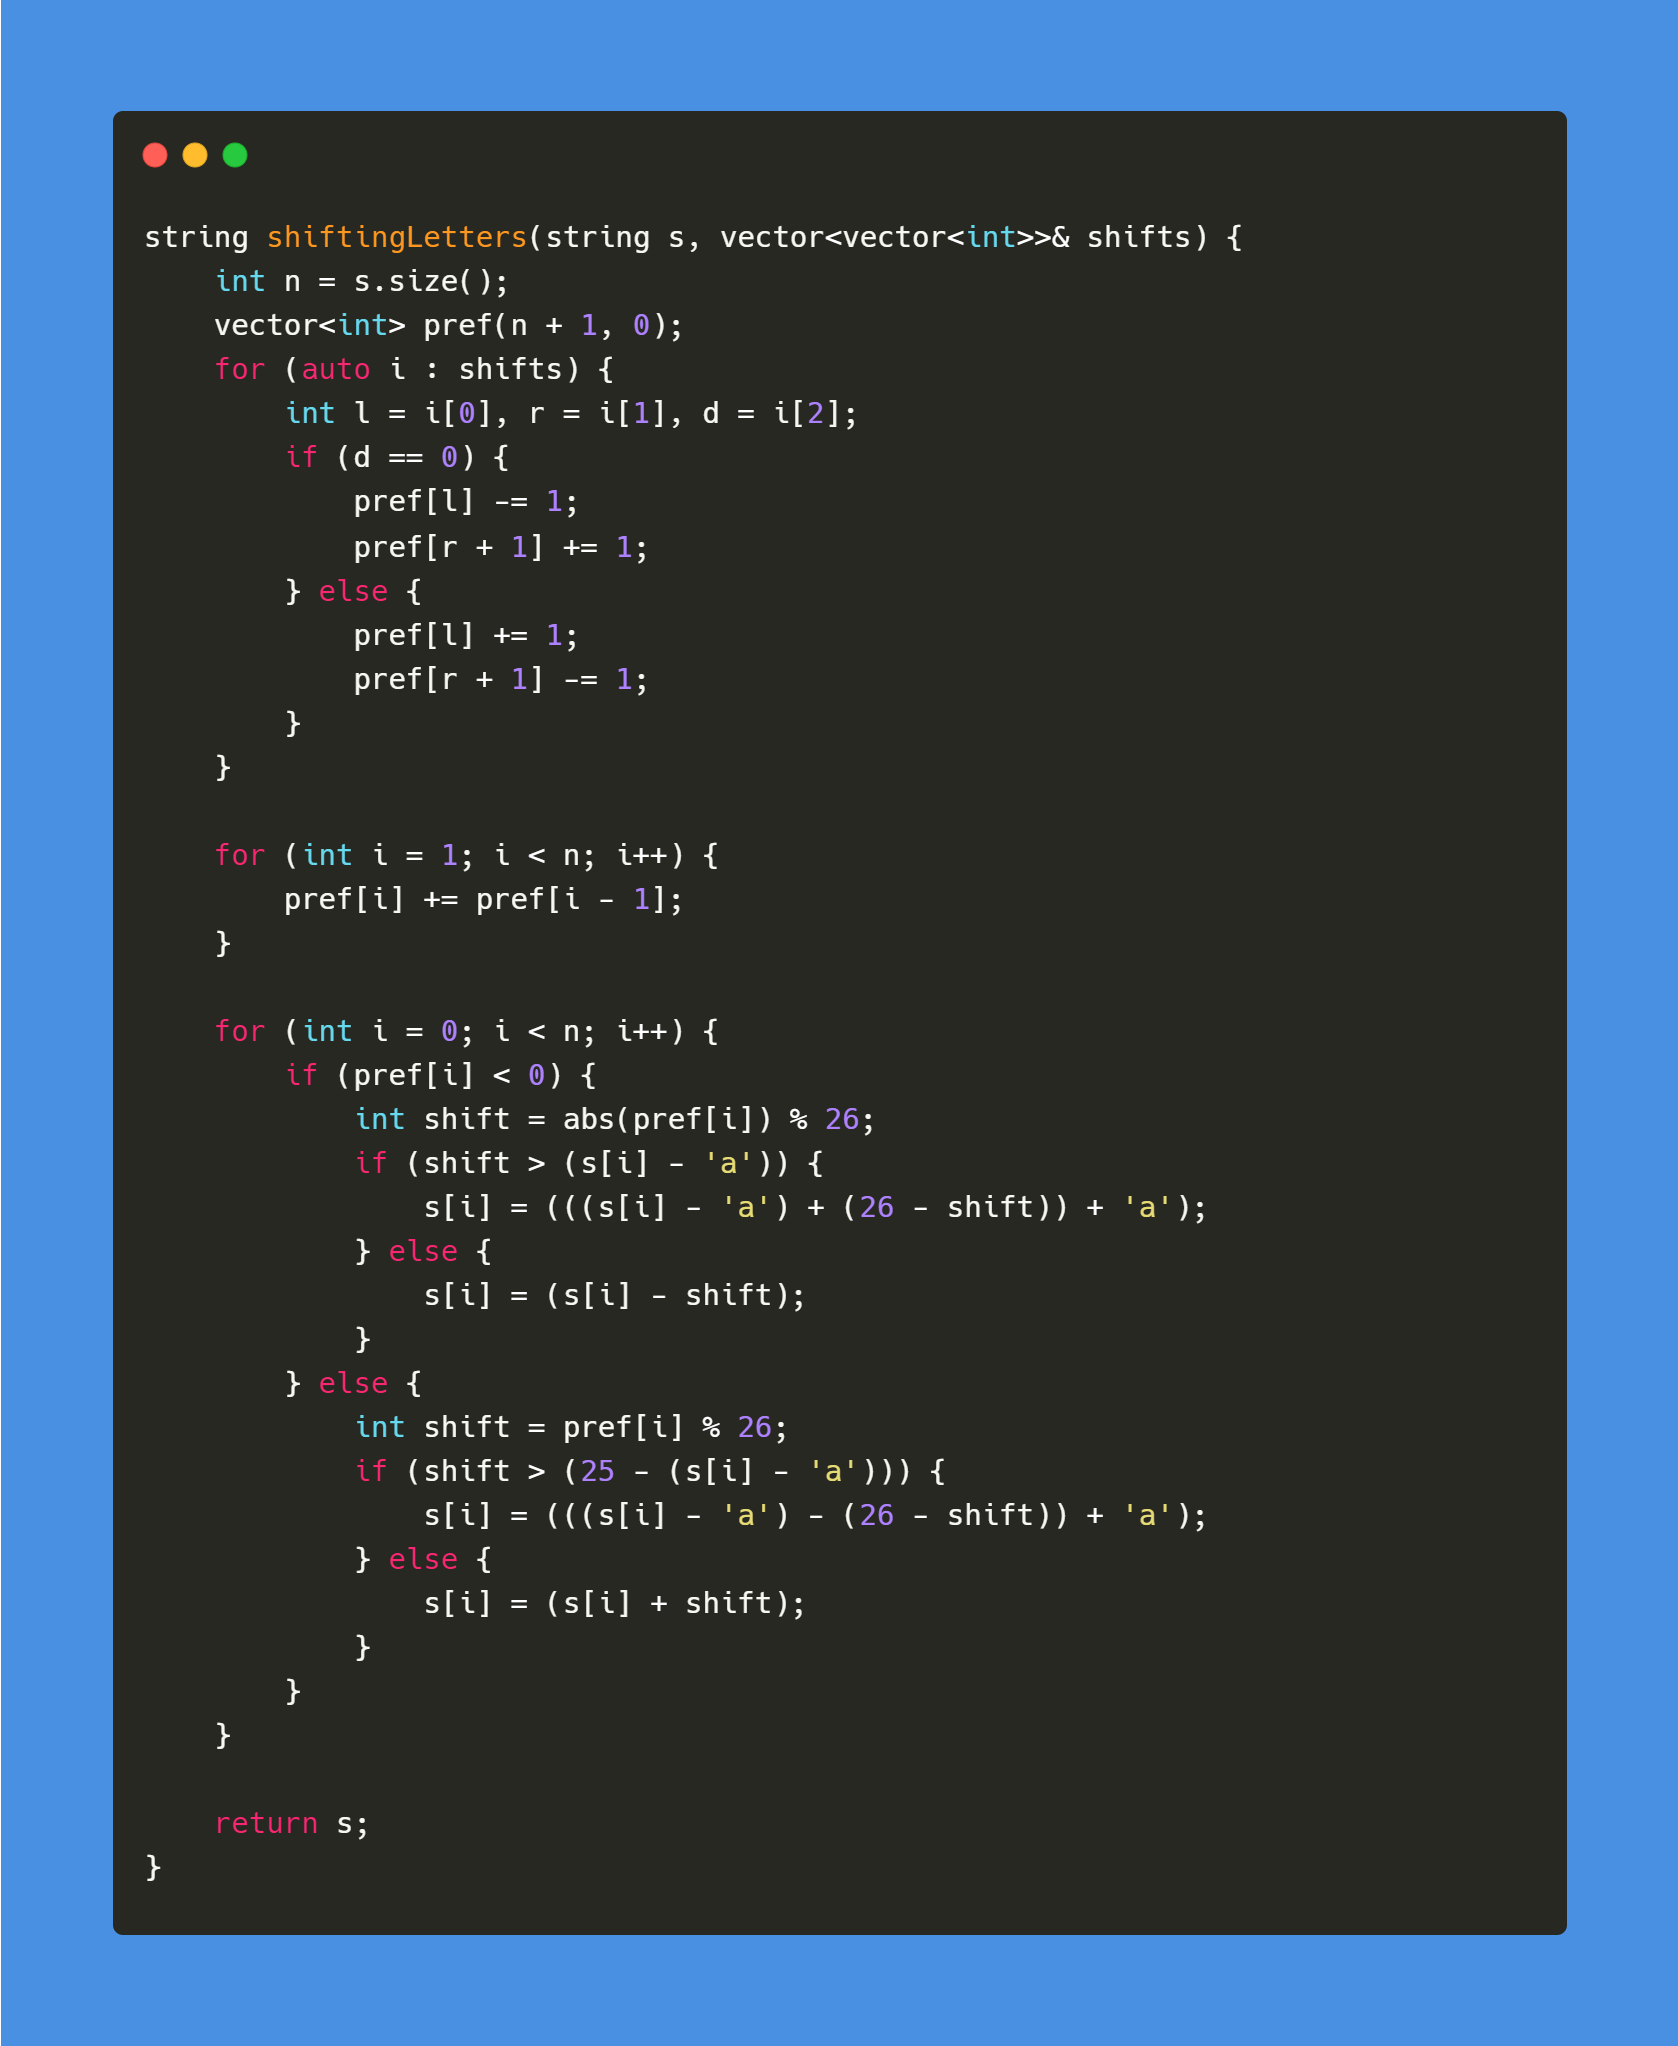 string shiftingLetters(string s, vector<vector<int>>& shifts) {
    int n = s.size();
    vector<int> pref(n + 1, 0);
    for (auto i : shifts) {
        int l = i[0], r = i[1], d = i[2];
        if (d == 0) {
            pref[l] -= 1;
            pref[r + 1] += 1;
        } else {
            pref[l] += 1;
            pref[r + 1] -= 1;
        }
    }

    for (int i = 1; i < n; i++) {
        pref[i] += pref[i - 1];
    }

    for (int i = 0; i < n; i++) {
        if (pref[i] < 0) {
            int shift = abs(pref[i]) % 26;
            if (shift > (s[i] - 'a')) {
                s[i] = (((s[i] - 'a') + (26 - shift)) + 'a');
            } else {
                s[i] = (s[i] - shift);
            }
        } else {
            int shift = pref[i] % 26;
            if (shift > (25 - (s[i] - 'a'))) {
                s[i] = (((s[i] - 'a') - (26 - shift)) + 'a');
            } else {
                s[i] = (s[i] + shift);
            }
        }
    }

    return s;
}